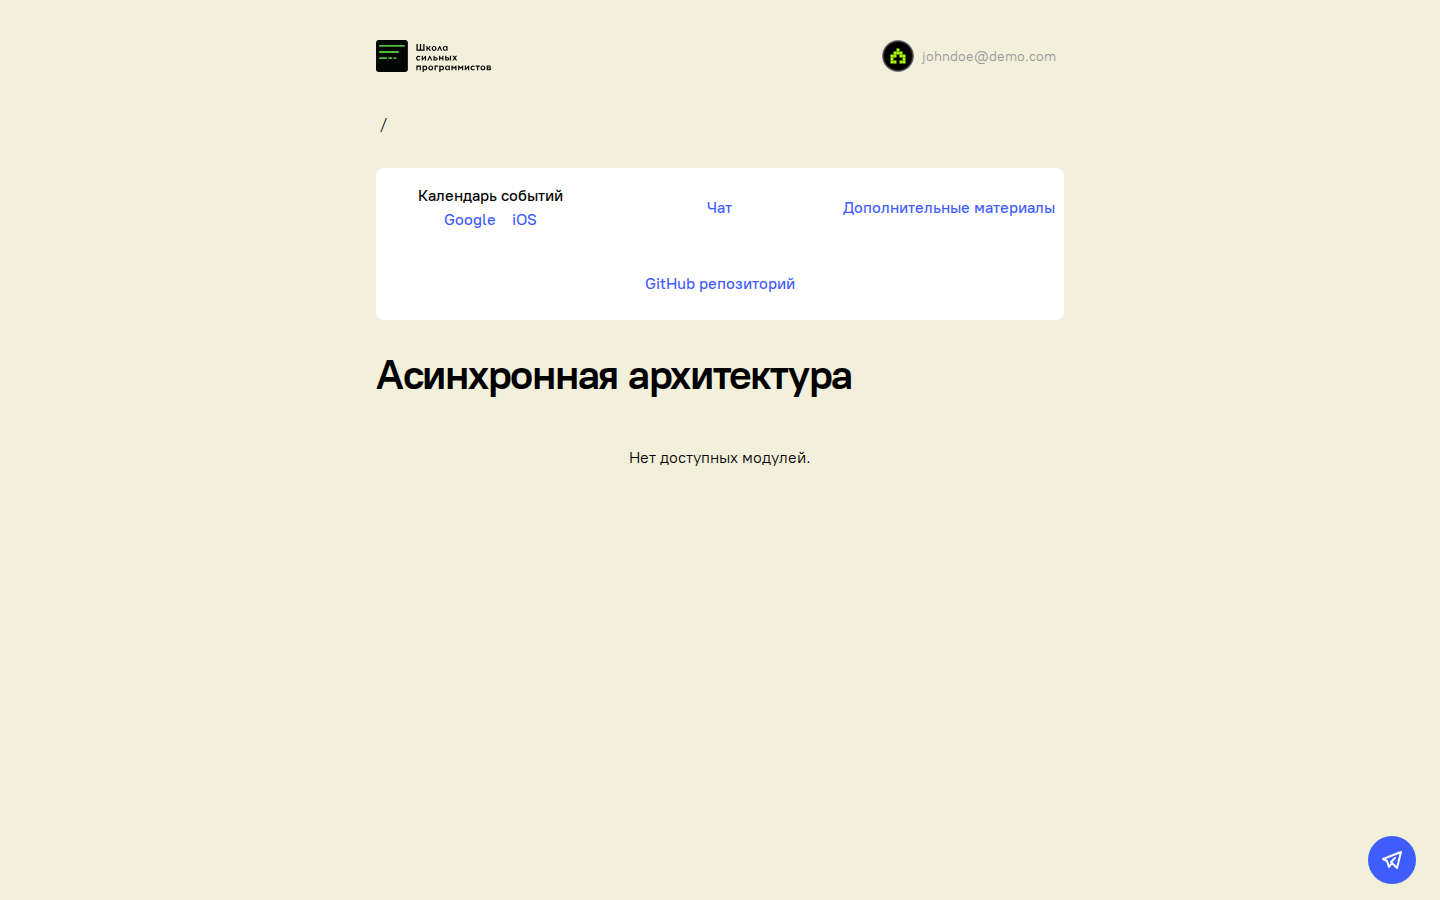 Школа
сильных
программистов
johndoe@demo.com
/
Календарь событий
Google iOS
Чат
Дополнительные материалы
GitHub репозиторий
Асинхронная архитектура
Нет доступных модулей.